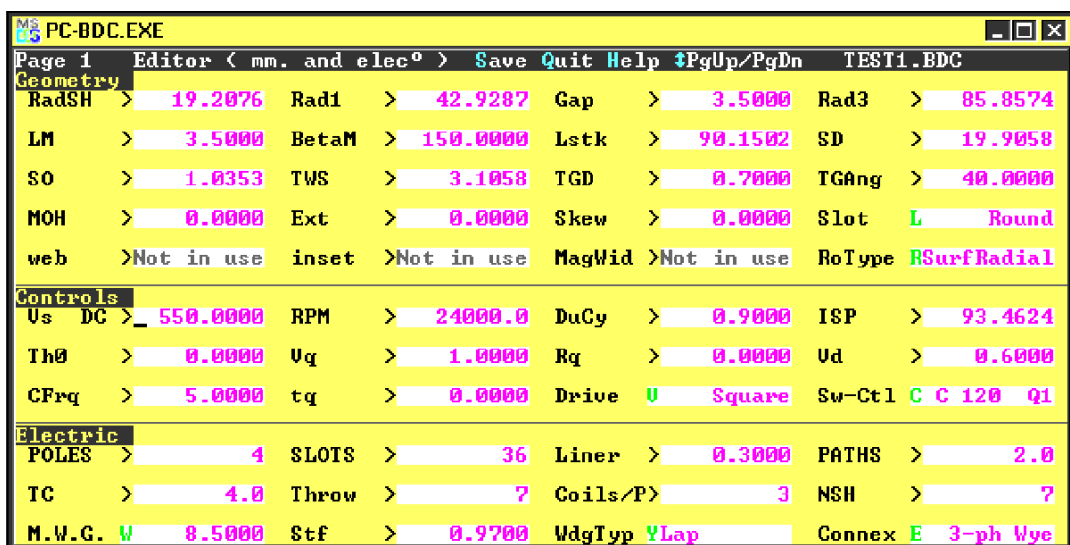 MS PC-BDC.EXE
Page 1 Editor ( mm. and elecº ) Save Quit Help ↕PgUp/PgDn TEST1.BDC
Geometry
RadSH > 19.2076 Rad1 > 42.9287 Gap > 3.5000 Rad3 > 85.8574
LM > 3.5000 BetaM > 150.0000 Lstk > 90.1502 SD > 19.9058
SO > 1.0353 TWS > 3.1058 TGD > 0.7000 TGAng > 40.0000
MOH > 0.0000 Ext > 0.0000 Skew > 0.0000 Slot L Round
web >Not in use inset >Not in use MagWid >Not in use RoType RSurfRadial
Controls
Vs DC >_ 550.0000 RPM > 24000.0 DuCy > 0.9000 ISP > 93.4624
Th0 > 0.0000 Vq > 1.0000 Rq > 0.0000 Vd > 0.6000
CFrq > 5.0000 tq > 0.0000 Drive V Square Sw-Ctl C C 120 Q1
Electric
POLES > 4 SLOTS > 36 Liner > 0.3000 PATHS > 2.0
TC > 4.0 Throw > 7 Coils/P> 3 NSH > 7
M.W.G. W 8.5000 Stf > 0.9700 WdgTyp YLap Connex E 3-ph Wye